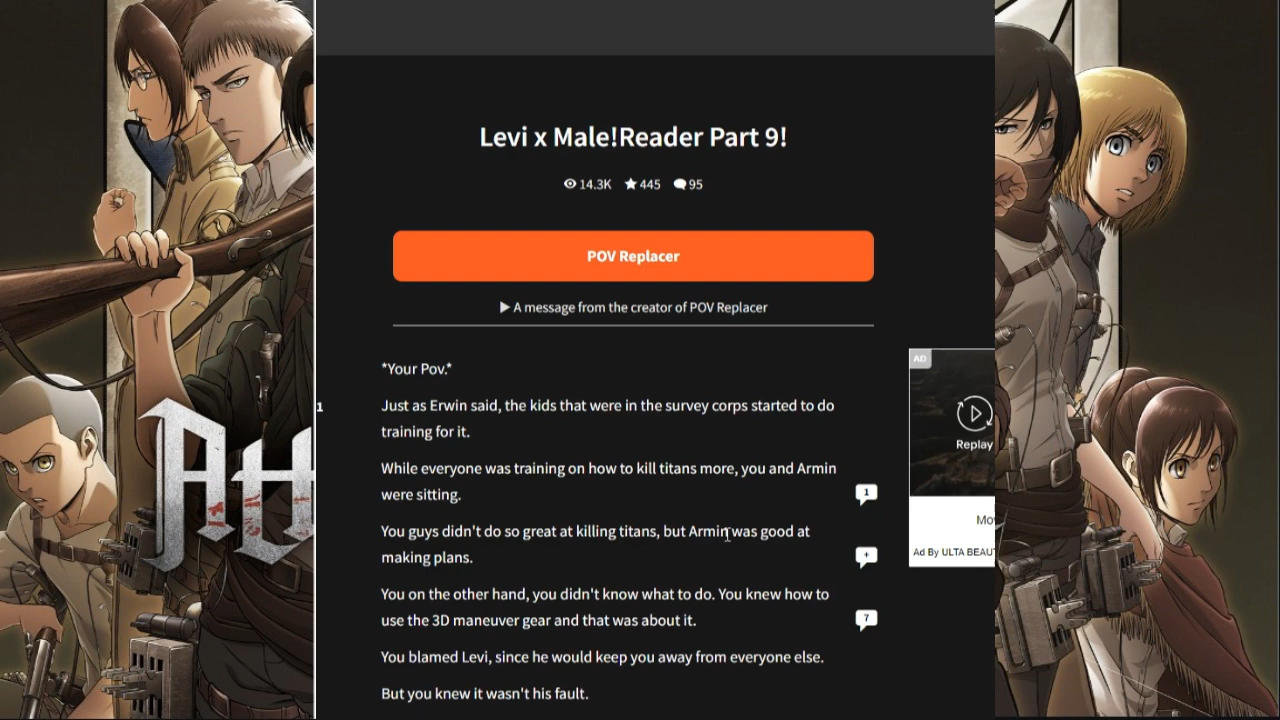 Levi x Male!Reader Part 9!
14.3K 445 95
POV Replacer
▶ A message from the creator of POV Replacer
*Your Pov.*
1
Just as Erwin said, the kids that were in the survey corps started to do
training for it.
While everyone was training on how to kill titans more, you and Armin
were sitting.
1
You guys didn't do so great at killing titans, but Armin was good at
making plans.
+
You on the other hand, you didn't know what to do. You knew how to
use the 3D maneuver gear and that was about it.
7
You blamed Levi, since he would keep you away from everyone else.
But you knew it wasn't his fault.
AD
Replay
Mov
Ad By ULTA BEAU
Att